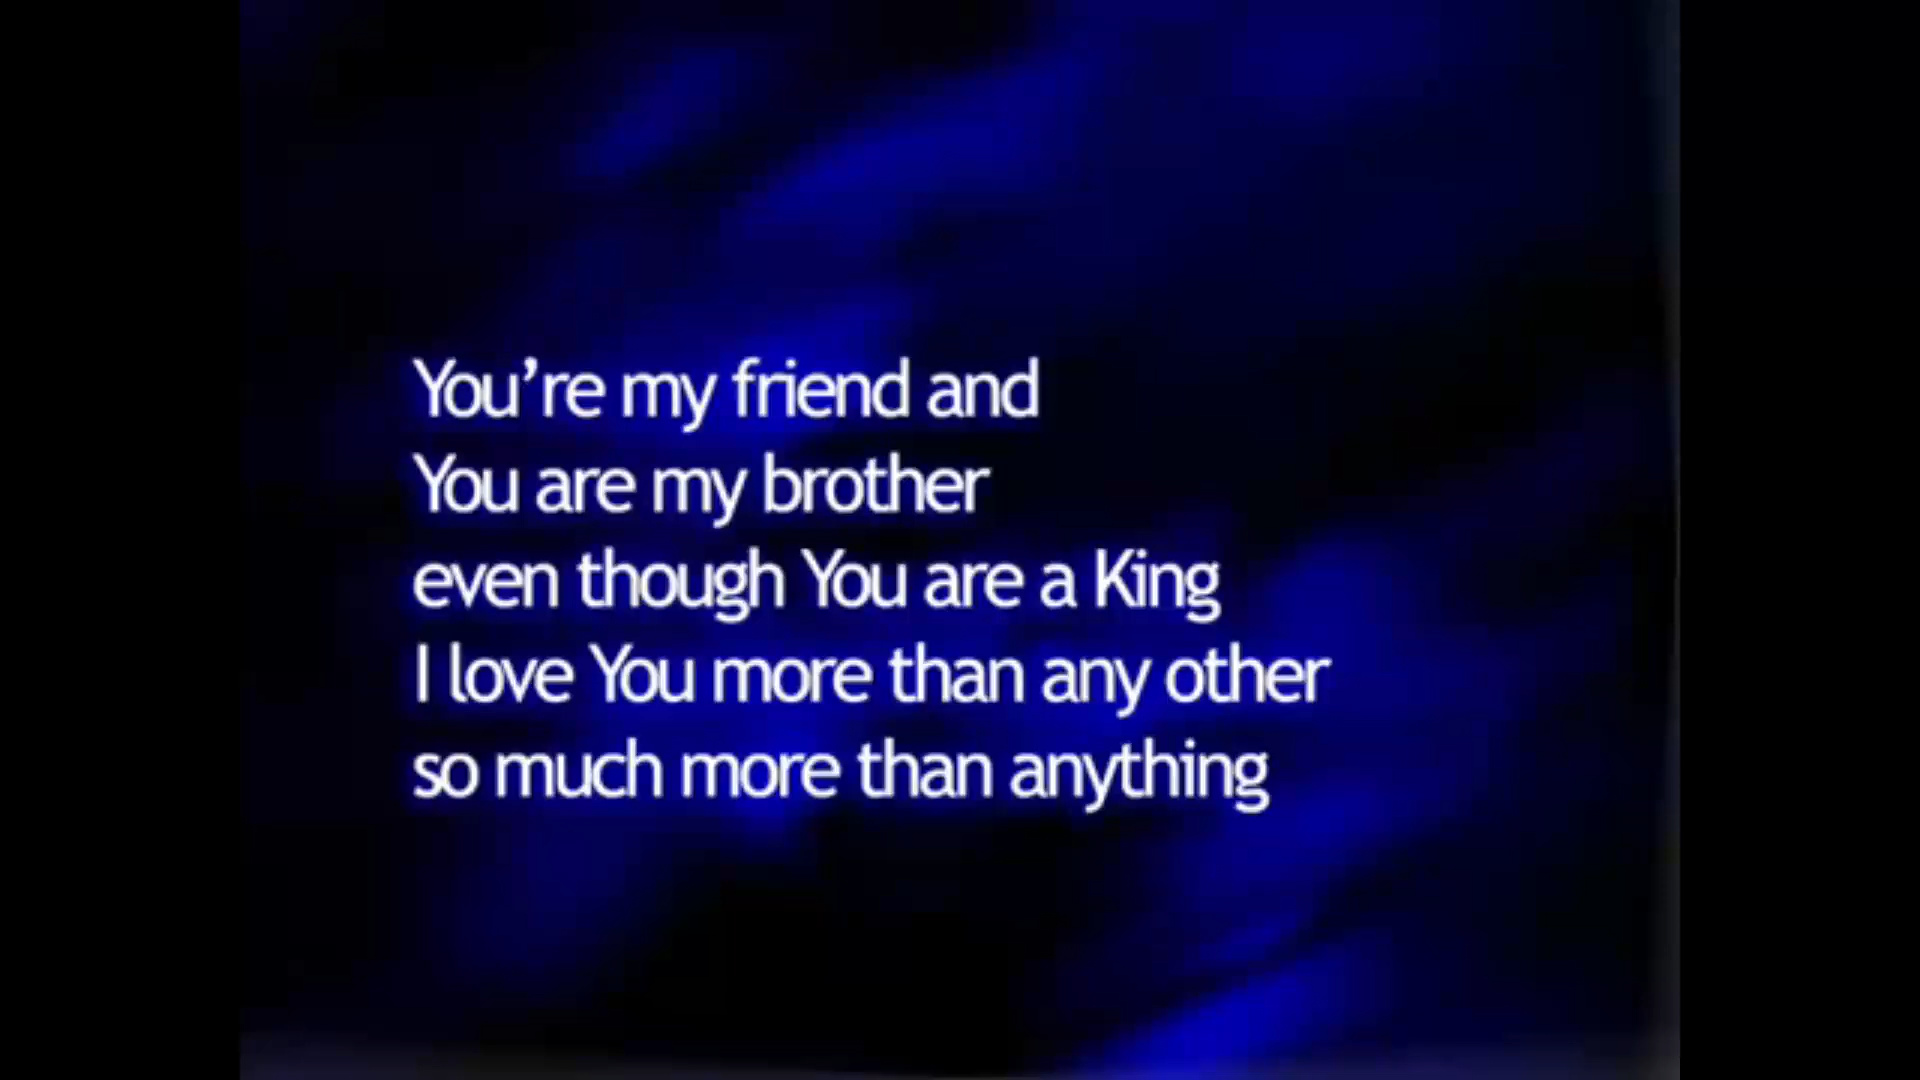 You’re my friend and
You are my brother
even though You are a King
I love You more than any other
so much more than anything